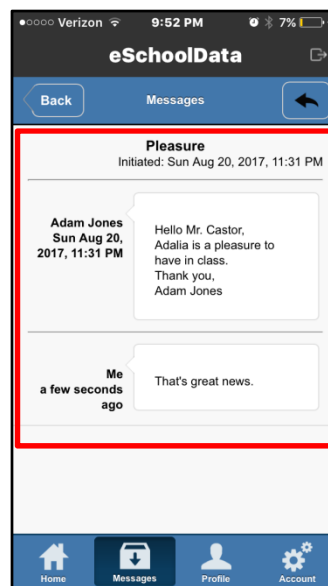 Verizon 9:52 PM 7%
eSchoolData
Back Messages
Pleasure
Initiated: Sun Aug 20, 2017, 11:31 PM
Adam Jones
Sun Aug 20,
2017, 11:31 PM
Hello Mr. Castor,
Adalia is a pleasure to
have in class.
Thank you,
Adam Jones
Me
a few seconds
ago
That's great news.
Home Messages Profile Account